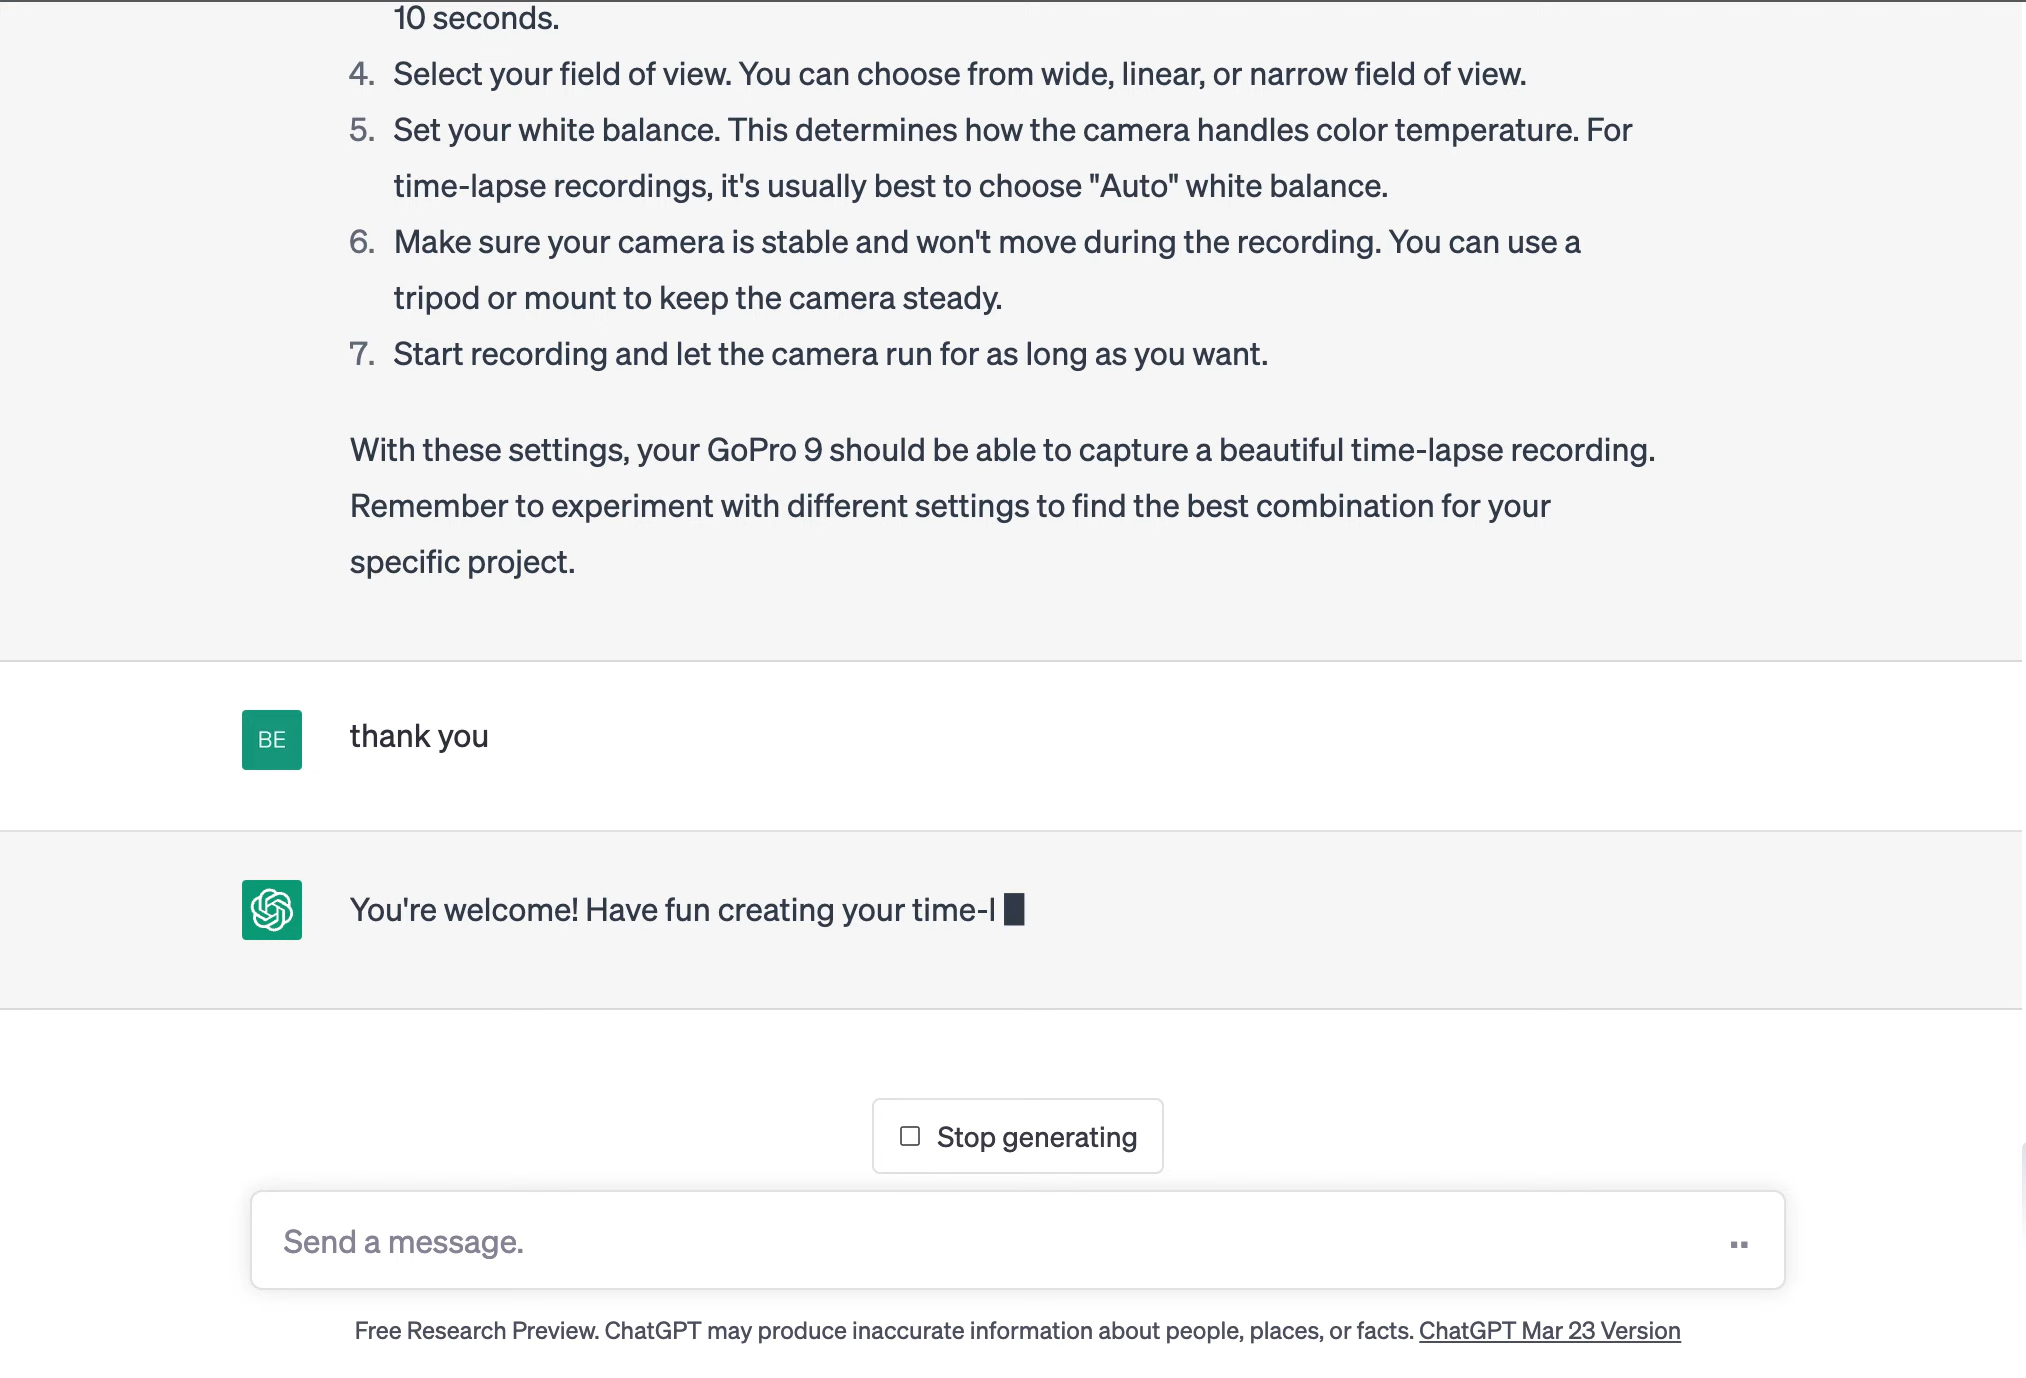 10 seconds.
4. Select your field of view. You can choose from wide, linear, or narrow field of view.
5. Set your white balance. This determines how the camera handles color temperature. For
time-lapse recordings, it's usually best to choose "Auto" white balance.
6. Make sure your camera is stable and won't move during the recording. You can use a
tripod or mount to keep the camera steady.
7. Start recording and let the camera run for as long as you want.
With these settings, your GoPro 9 should be able to capture a beautiful time-lapse recording.
Remember to experiment with different settings to find the best combination for your
specific project.
BE
thank you
You're welcome! Have fun creating your time-l
Stop generating
Send a message.
Free Research Preview. ChatGPT may produce inaccurate information about people, places, or facts. ChatGPT Mar 23 Version